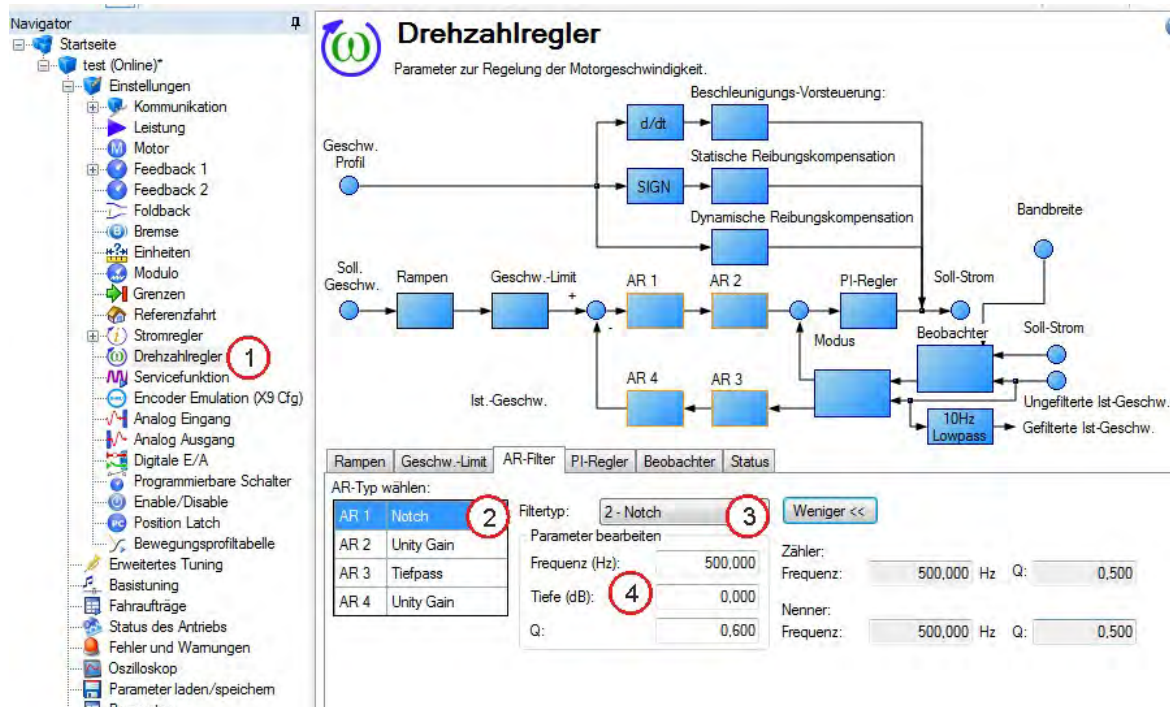 Navigator
Startseite
test (Online)*
Einstellungen
Kommunikation
Leistung
Motor
Feedback 1
Feedback 2
Foldback
Bremse
Einheiten
Modulo
Grenzen
Referenzfahrt
Stromregler
Drehzahlregler
1
Servicefunktion
Encoder Emulation (X9 Cfg)
Analog Eingang
Analog Ausgang
Digitale E/A
Programmierbare Schalter
Enable/Disable
Position Latch
Bewegungsprofiltabelle
Erweitertes Tuning
Basistuning
Fahraufträge
Status des Antriebs
Fehler und Warnungen
Oszilloskop
Parameter laden/speichern
Drehzahlregler
Parameter zur Regelung der Motorgeschwindigkeit.
Beschleunigungs-Vorsteuerung:
d/dt
Geschw.
Profil
Statische Reibungskompensation
SIGN
Dynamische Reibungskompensation
Bandbreite
Soll.
Geschw.
Rampen
Geschw.-Limit
+
-
AR 1
AR 2
PI-Regler
Soll-Strom
Modus
Beobachter
Soll-Strom
AR 4
AR 3
Ist.-Geschw.
Ungefilterte Ist-Geschw.
10Hz
Lowpass
Gefilterte Ist-Geschw.
Rampen Geschw.-Limit AR-Filter PI-Regler Beobachter Status
AR-Typ wählen:
AR 1 Notch
AR 2 Unity Gain
AR 3 Tiefpass
AR 4 Unity Gain
2
Filtertyp: 2 - Notch
3
Weniger <<
Parameter bearbeiten
Frequenz (Hz): 500,000
Tiefe (dB): 0,000
4
Q: 0,600
Zähler:
Frequenz: 500,000 Hz Q: 0,500
Nenner:
Frequenz: 500,000 Hz Q: 0,500